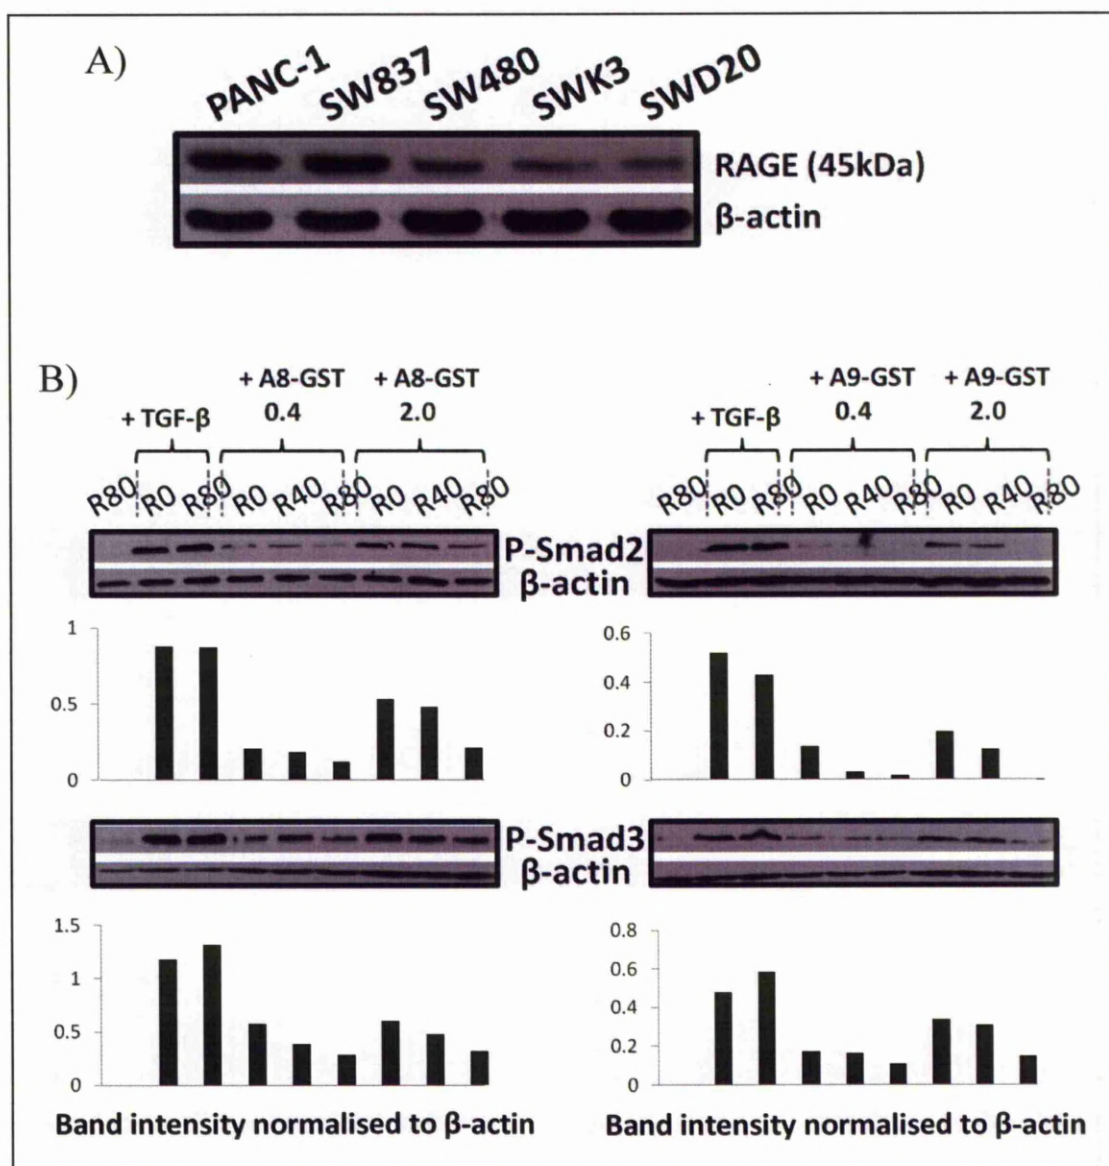 A)
PANC-1 SW837 SW480 SWK3 SWD20
RAGE (45kDa)
β-actin
B)
+ TGF-β
+ A8-GST
0.4
+ A8-GST
2.0
R80 R0 R80 R0 R40 R80 R0 R40 R80
+ TGF-β
+ A9-GST
0.4
+ A9-GST
2.0
R80 R0 R80 R0 R40 R80 R0 R40 R80
P-Smad2
β-actin
1
0.5
0
0.6
0.4
0.2
0
P-Smad3
β-actin
1.5
1
0.5
0
0.8
0.6
0.4
0.2
0
Band intensity normalised to β-actin
Band intensity normalised to β-actin